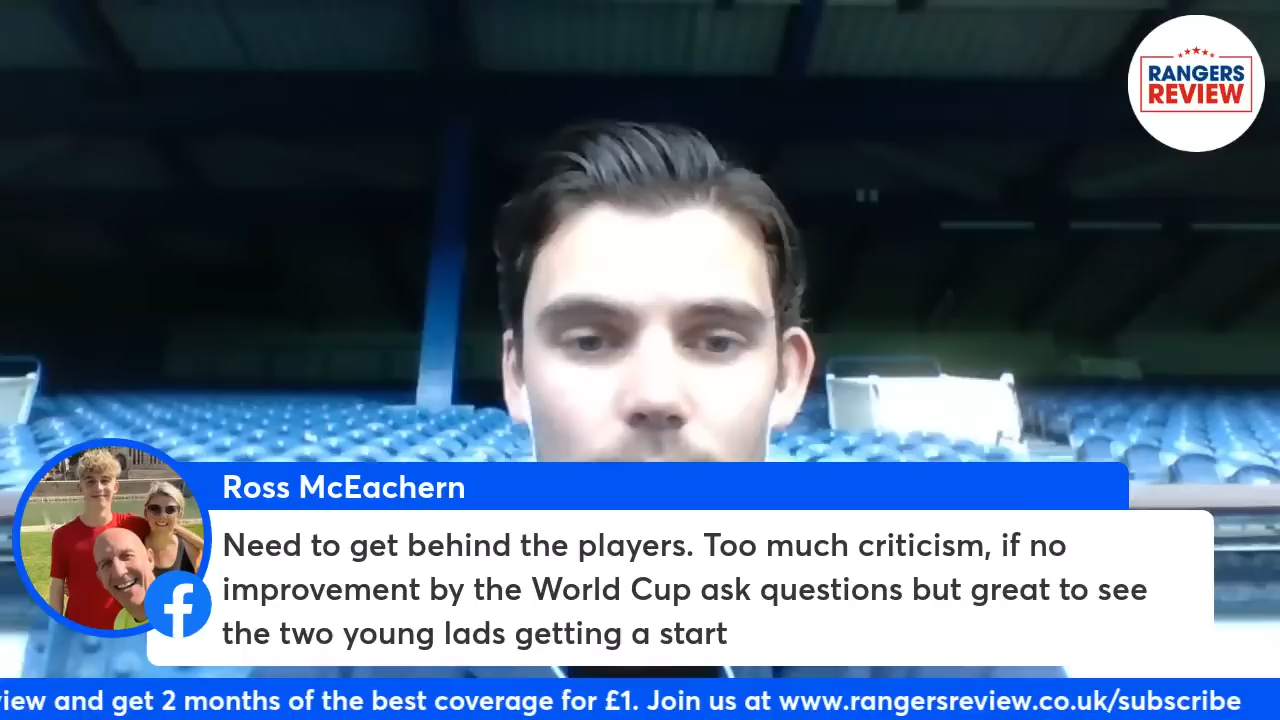 RANGERS
REVIEW
Ross McEachern
Need to get behind the players. Too much criticism, if no
improvement by the World Cup ask questions but great to see
the two young lads getting a start
view and get 2 months of the best coverage for £1. Join us at www.rangersreview.co.uk/subscribe